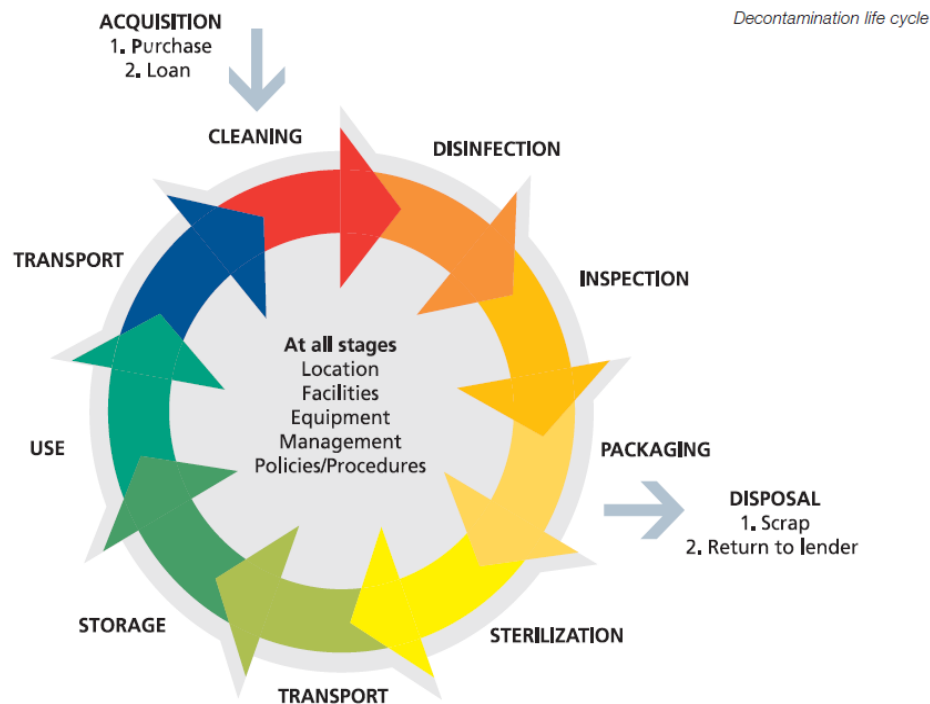 Decontamination life cycle
ACQUISITION
1. Purchase
2. Loan
CLEANING
DISINFECTION
INSPECTION
PACKAGING
DISPOSAL
1. Scrap
2. Return to lender
STERILIZATION
TRANSPORT
STORAGE
USE
TRANSPORT
At all stages
Location
Facilities
Equipment
Management
Policies/Procedures